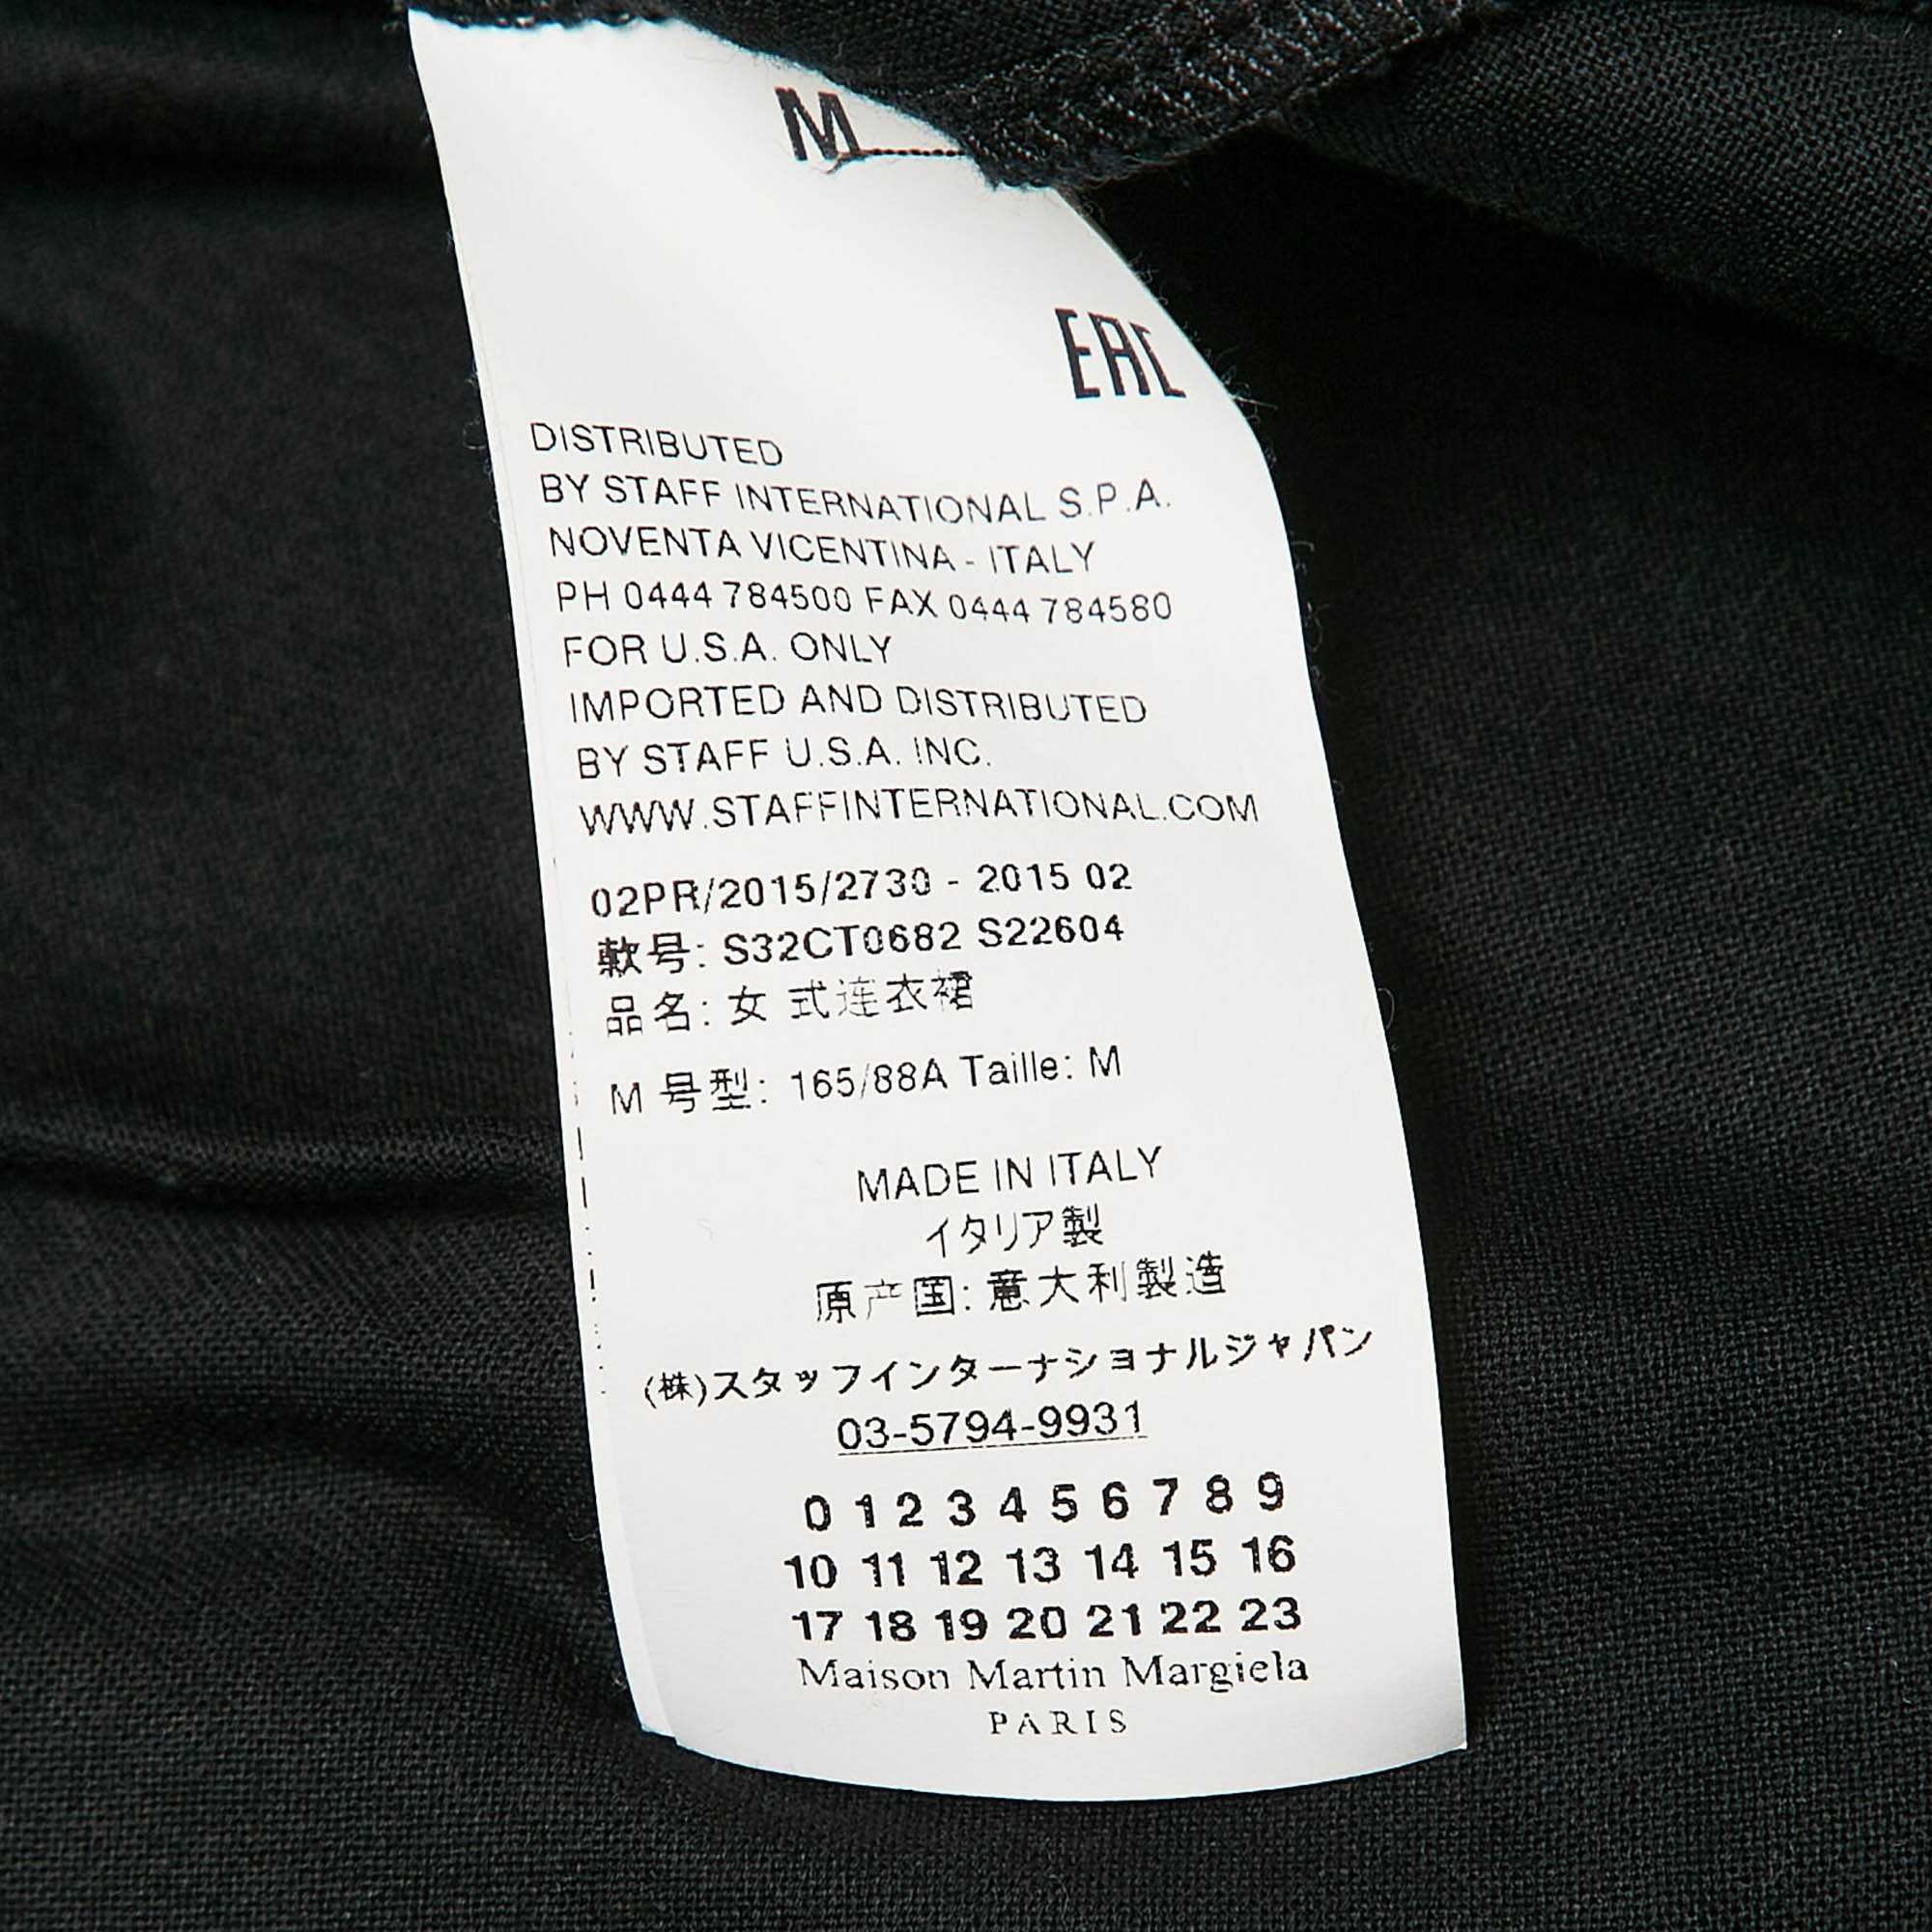 M
EAC
DISTRIBUTED
BY STAFF INTERNATIONAL S.P.A.
NOVENTA VICENTINA - ITALY
PH 0444 784500 FAX 0444 784580
FOR U.S.A. ONLY
IMPORTED AND DISTRIBUTED
BY STAFF U.S.A. INC.
WWW.STAFFINTERNATIONAL.COM
02PR/2015/2730 - 2015 02
款号: S32CT0682 S22604
品名: 女 式连衣裙
M 号型: 165/88A Taille: M
MADE IN ITALY
イタリア製
原产国: 意大利製造
(株)スタッフインターナショナルジャパン
03-5794-9931
0 1 2 3 4 5 6 7 8 9
10 11 12 13 14 15 16
17 18 19 20 21 22 23
Maison Martin Margiela
PARIS